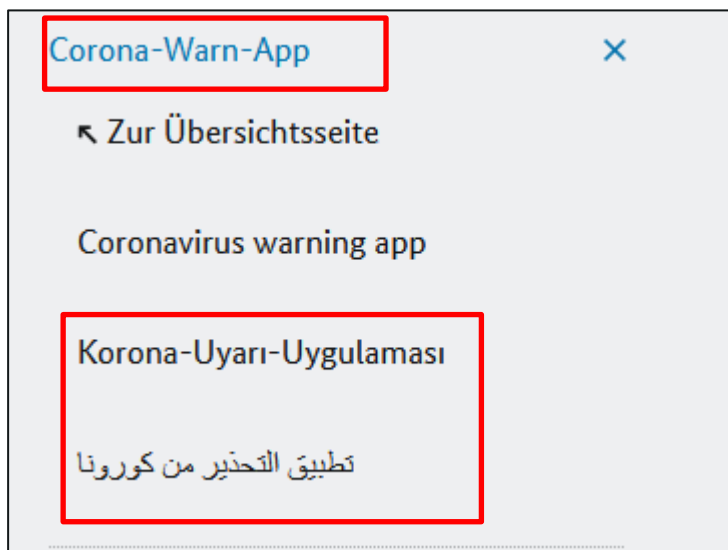 Corona-Warn-App ×
↖ Zur Übersichtsseite
Coronavirus warning app
Korona-Uyarı-Uygulaması
تطبيق التحذير من كورونا